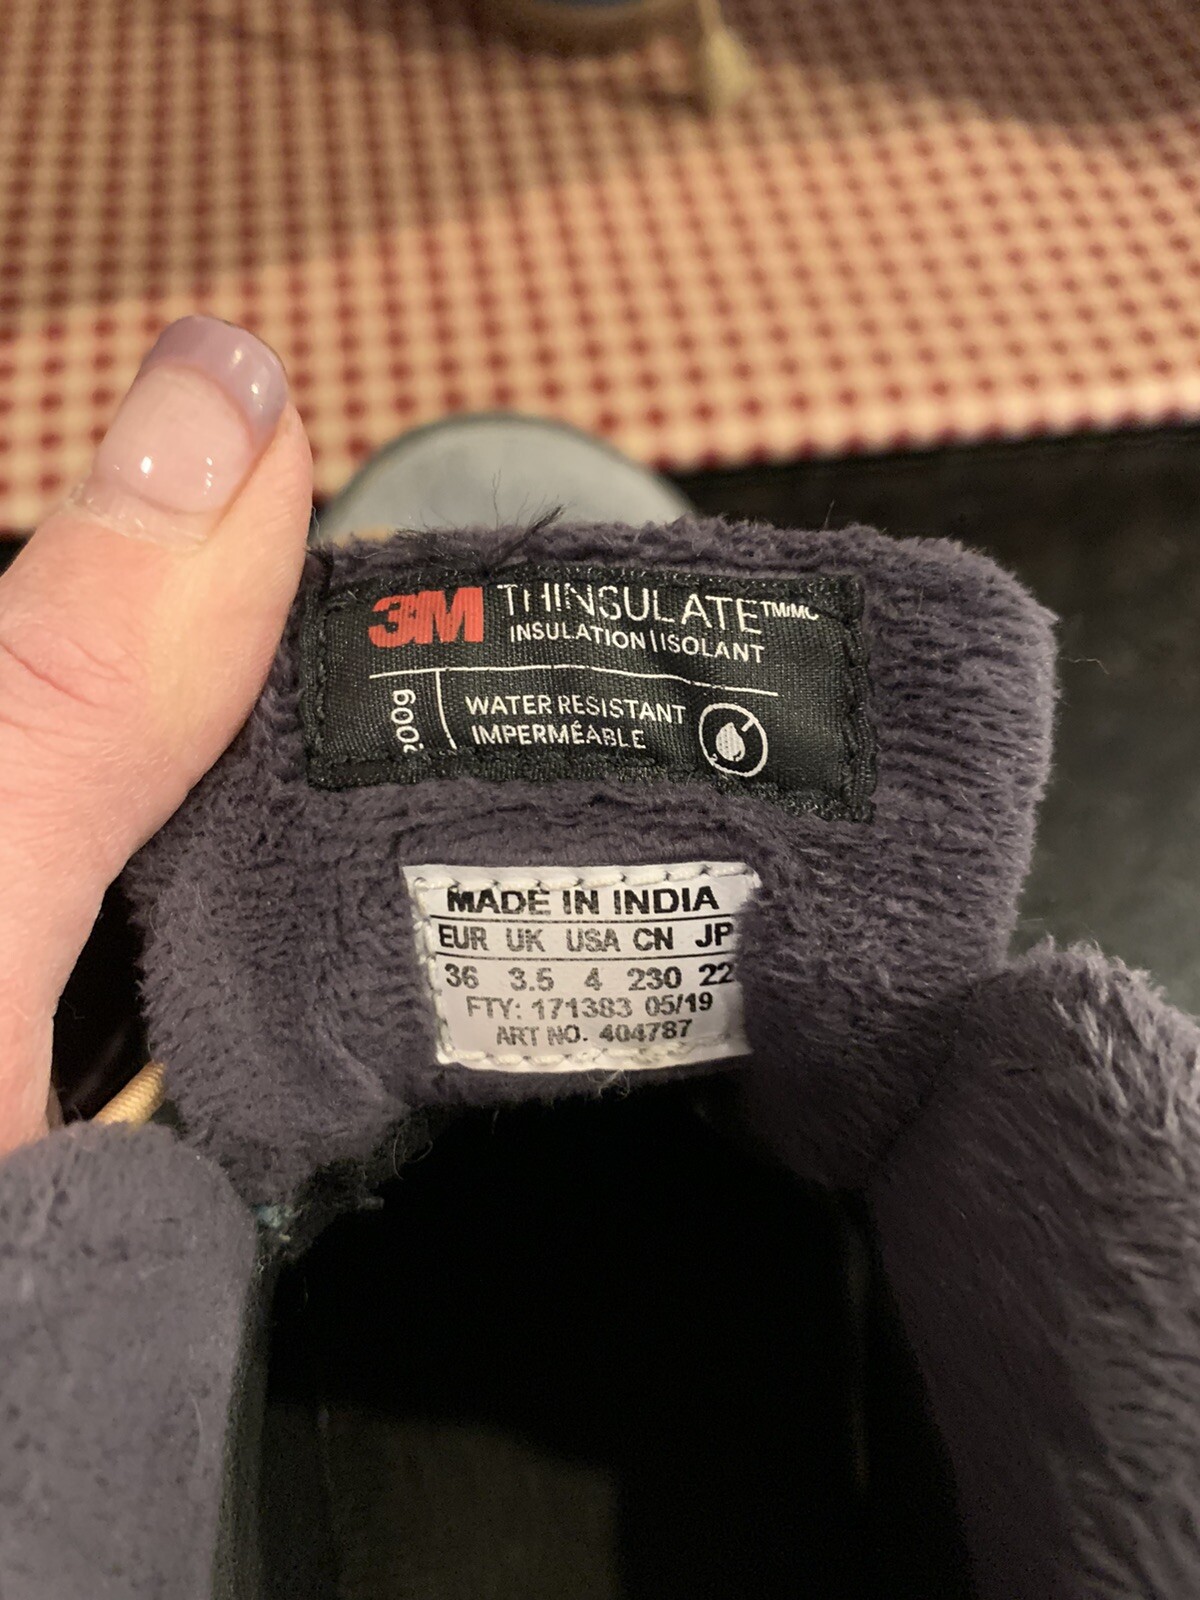 3M THINSULATE™/MC
INSULATION | ISOLANT
200g
WATER RESISTANT
IMPERMÉABLE
MADE IN INDIA
EUR UK USA CN JP
36 3.5 4 230 22
FTY: 171383 05/19
ART NO. 404787